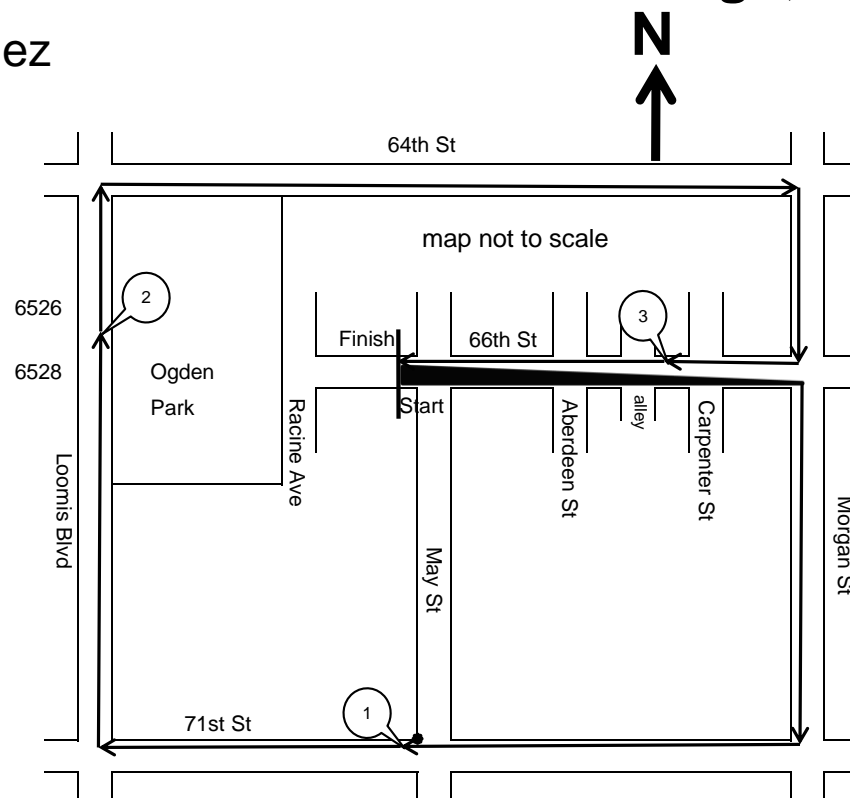 ez
N
64th St
map not to scale
2
6526
3
Finish
66th St
6528
Ogden
Park
Start
Racine Ave
Aberdeen St
alley
Carpenter St
Loomis Blvd
Morgan St
May St
1
71st St